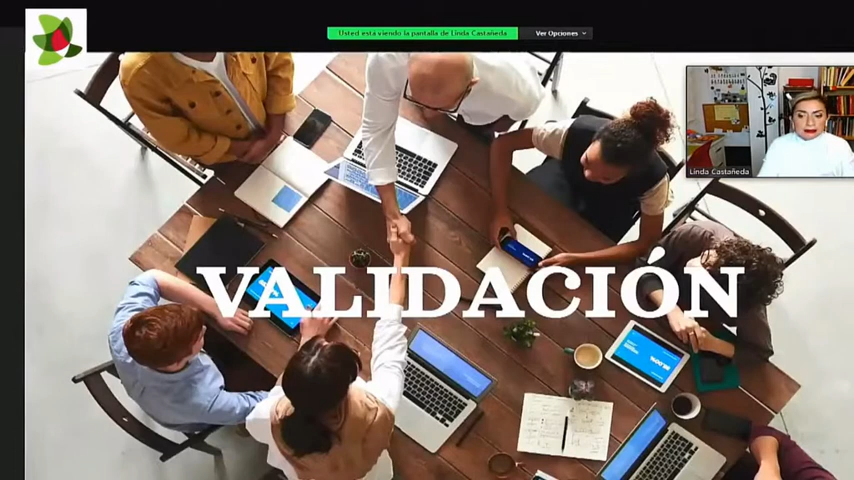 Usted está viendo la pantalla de Linda Castañeda
Ver Opciones
Linda Castañeda
VALIDACIÓN